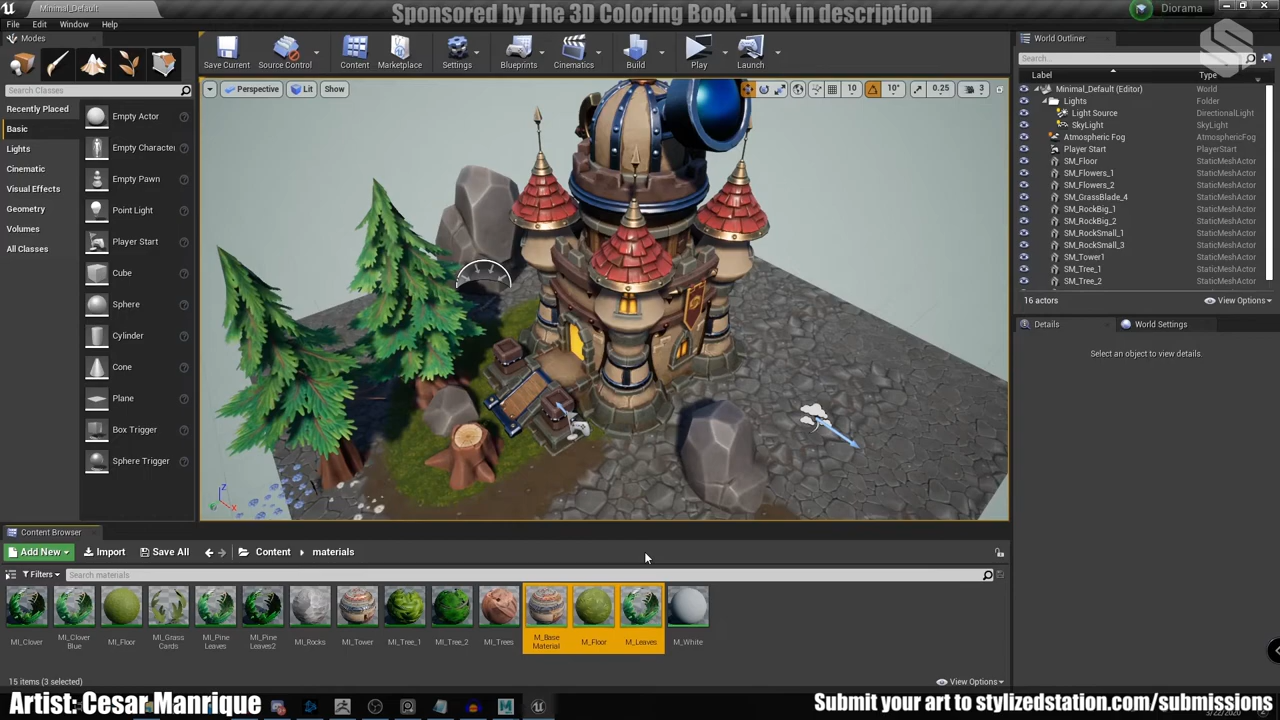 Minimal_Default
Sponsored by The 3D Coloring Book - Link in description
Diorama
File Edit Window Help
Modes
Save Current
Source Control
Content
Marketplace
Settings
Blueprints
Cinematics
Build
Play
Launch
World Outliner
Search...
Label
Type
Search Classes
Perspective
Lit
Show
10
10°
0.25
3
Recently Placed
Basic
Lights
Cinematic
Visual Effects
Geometry
Volumes
All Classes
Empty Actor
Empty Character
Empty Pawn
Point Light
Player Start
Cube
Sphere
Cylinder
Cone
Plane
Box Trigger
Sphere Trigger
Minimal_Default (Editor) World
Lights Folder
Light Source DirectionalLight
SkyLight SkyLight
Atmospheric Fog AtmosphericFog
Player Start PlayerStart
SM_Floor StaticMeshActor
SM_Flowers_1 StaticMeshActor
SM_Flowers_2 StaticMeshActor
SM_GrassBlade_4 StaticMeshActor
SM_RockBig_1 StaticMeshActor
SM_RockBig_2 StaticMeshActor
SM_RockSmall_1 StaticMeshActor
SM_RockSmall_3 StaticMeshActor
SM_Tower1 StaticMeshActor
SM_Tree_1 StaticMeshActor
SM_Tree_2 StaticMeshActor
16 actors
View Options
Details
World Settings
Select an object to view details.
Z
X
Content Browser
Add New
Import
Save All
Content
materials
Filters
Search materials
MI_Clover
MI_Clover
Blue
MI_Floor
MI_Grass
Cards
MI_Pine
Leaves
MI_Pine
Leaves2
MI_Rocks
MI_Tower
MI_Tree_1
MI_Tree_2
MI_Trees
M_Base
Material
M_Floor
M_Leaves
M_White
15 items (3 selected)
View Options
Artist: Cesar Manrique
Submit your art to stylizedstation.com/submissions